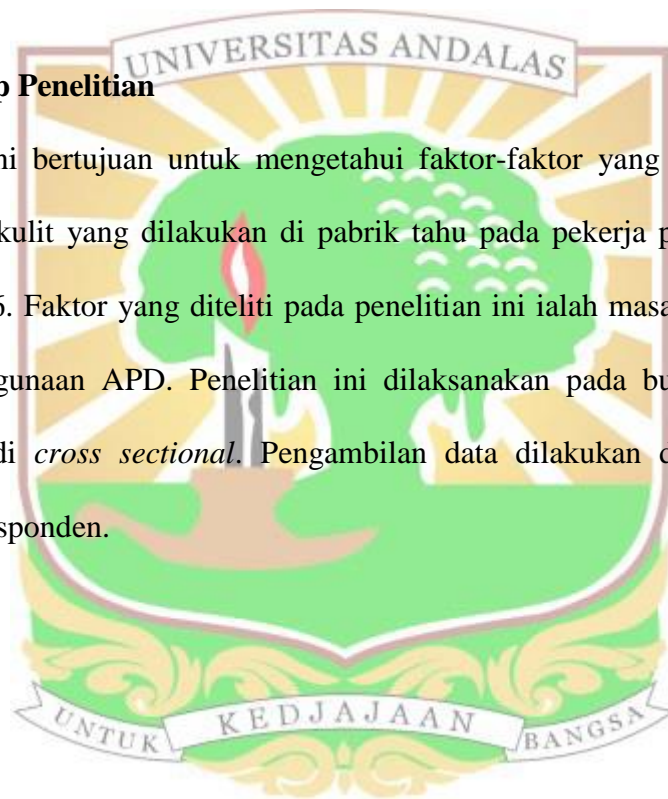 UNIVERSITAS ANDALAS
p Penelitian
ni bertujuan untuk mengetahui faktor-faktor yang
kulit yang dilakukan di pabrik tahu pada pekerja p
6. Faktor yang diteliti pada penelitian ini ialah masa
gunaan APD. Penelitian ini dilaksanakan pada bu
di cross sectional. Pengambilan data dilakukan d
sponden.
UNTUK KEDJAJAAN BANGSA